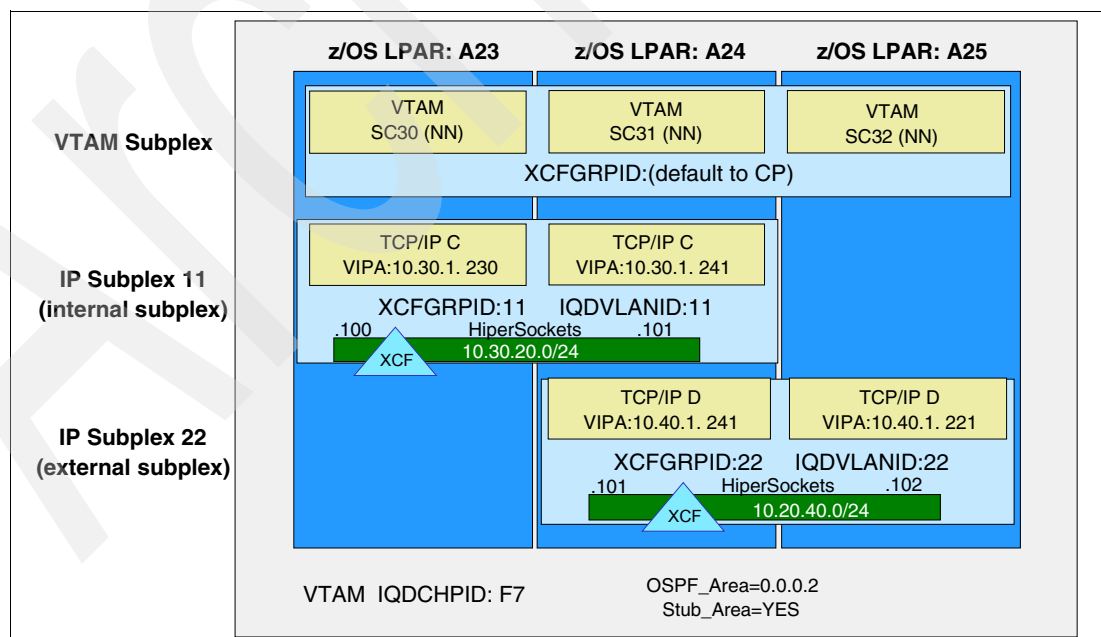 z/OS LPAR: A23 z/OS LPAR: A24 z/OS LPAR: A25
VTAM Subplex
VTAM
SC30 (NN)
VTAM
SC31 (NN)
VTAM
SC32 (NN)
XCFGRPID:(default to CP)
IP Subplex 11
(internal subplex)
TCP/IP C
VIPA:10.30.1. 230
TCP/IP C
VIPA:10.30.1. 241
XCFGRPID:11 IQDVLANID:11
.100 HiperSockets .101
XCF 10.30.20.0/24
IP Subplex 22
(external subplex)
TCP/IP D
VIPA:10.40.1. 241
TCP/IP D
VIPA:10.40.1. 221
XCFGRPID:22 IQDVLANID:22
.101 HiperSockets .102
XCF 10.20.40.0/24
VTAM IQDCHPID: F7
OSPF_Area=0.0.0.2
Stub_Area=YES